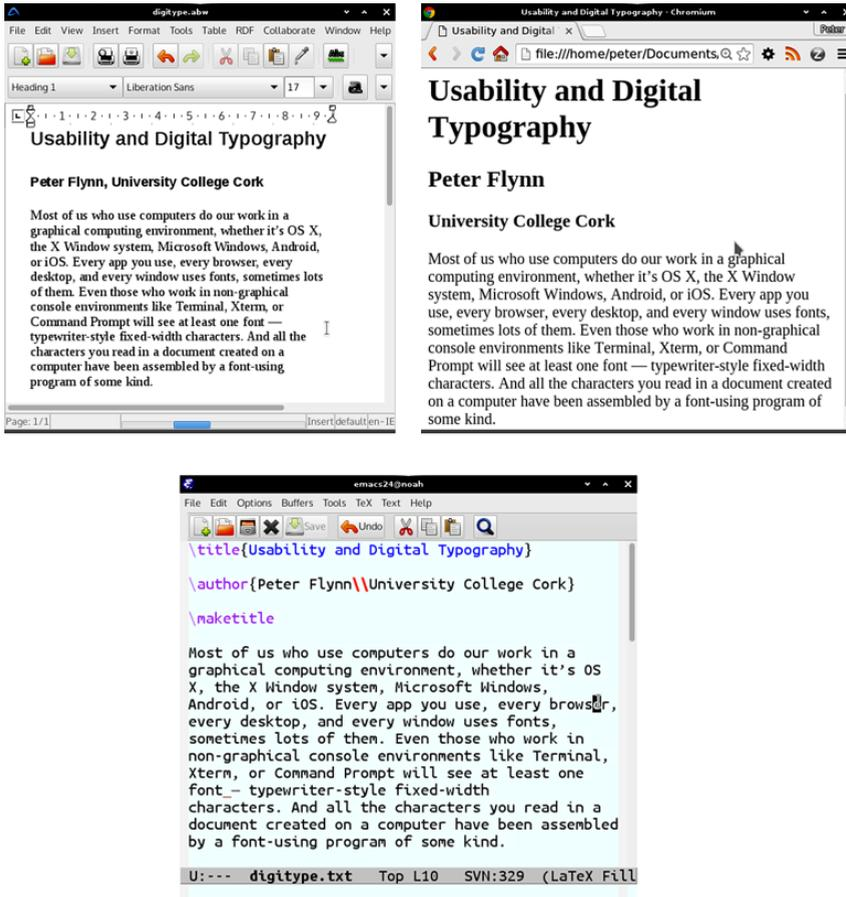 digitype.abw
File Edit View Insert Format Tools Table RDF Collaborate Window Help
Heading 1 Liberation Sans 17
1 2 3 4 5 6 7 8 9
Usability and Digital Typography
Peter Flynn, University College Cork
Most of us who use computers do our work in a
graphical computing environment, whether it’s OS X,
the X Window system, Microsoft Windows, Android,
or iOS. Every app you use, every browser, every
desktop, and every window uses fonts, sometimes lots
of them. Even those who work in non-graphical
console environments like Terminal, Xterm, or
Command Prompt will see at least one font —
typewriter-style fixed-width characters. And all the
characters you read in a document created on a
computer have been assembled by a font-using
program of some kind.
Page: 1/1 Insert default en-IE
Usability and Digital Typography - Chromium
Usability and Digital Peter
file:///home/peter/Documents/
Usability and Digital
Typography
Peter Flynn
University College Cork
Most of us who use computers do our work in a graphical
computing environment, whether it’s OS X, the X Window
system, Microsoft Windows, Android, or iOS. Every app you
use, every browser, every desktop, and every window uses fonts,
sometimes lots of them. Even those who work in non-graphical
console environments like Terminal, Xterm, or Command
Prompt will see at least one font — typewriter-style fixed-width
characters. And all the characters you read in a document created
on a computer have been assembled by a font-using program of
some kind.
emacs24@noah
File Edit Options Buffers Tools TeX Text Help
Save Undo
\title{Usability and Digital Typography}
\author{Peter Flynn\\University College Cork}
\maketitle
Most of us who use computers do our work in a
graphical computing environment, whether it’s OS
X, the X Window system, Microsoft Windows,
Android, or iOS. Every app you use, every browser,
every desktop, and every window uses fonts,
sometimes lots of them. Even those who work in
non-graphical console environments like Terminal,
Xterm, or Command Prompt will see at least one
font_— typewriter-style fixed-width
characters. And all the characters you read in a
document created on a computer have been assembled
by a font-using program of some kind.
U:--- digitype.txt Top L10 SVN:329 (LaTeX Fill